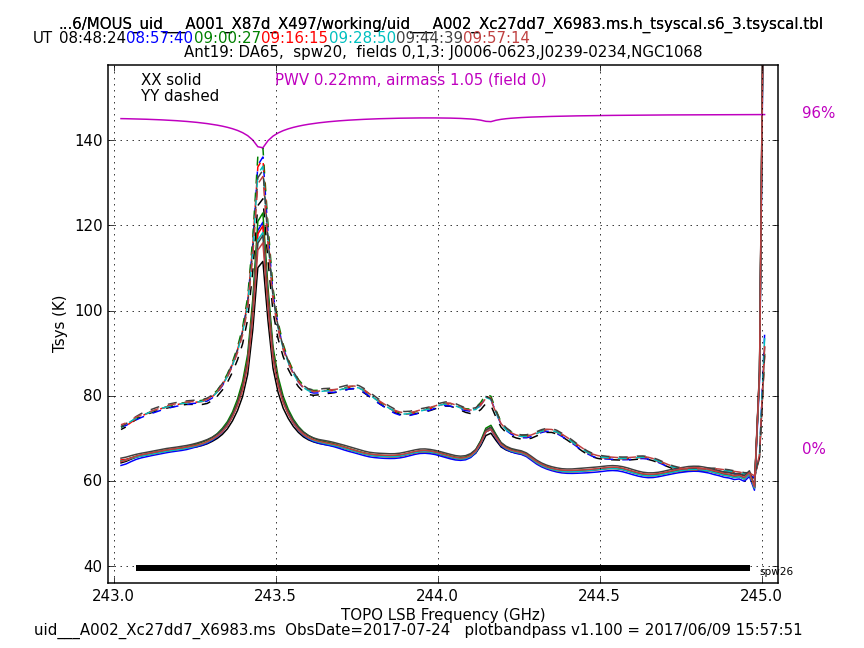 ...6/MOUS_uid___A001_X87d_X497/working/uid___A002_Xc27dd7_X6983.ms.h_tsyscal.s6_3.tsyscal.tbl
UT 08:48:24 08:57:40 09:00:27 09:16:15 09:28:50 09:44:39 09:57:14
Ant19: DA65, spw20, fields 0,1,3: J0006-0623,J0239-0234,NGC1068
XX solid
PWV 0.22mm, airmass 1.05 (field 0)
YY dashed
96%
140
120
100
Tsys (K)
80
0%
60
40
spw26
243.0 243.5 244.0 244.5 245.0
TOPO LSB Frequency (GHz)
uid___A002_Xc27dd7_X6983.ms ObsDate=2017-07-24 plotbandpass v1.100 = 2017/06/09 15:57:51